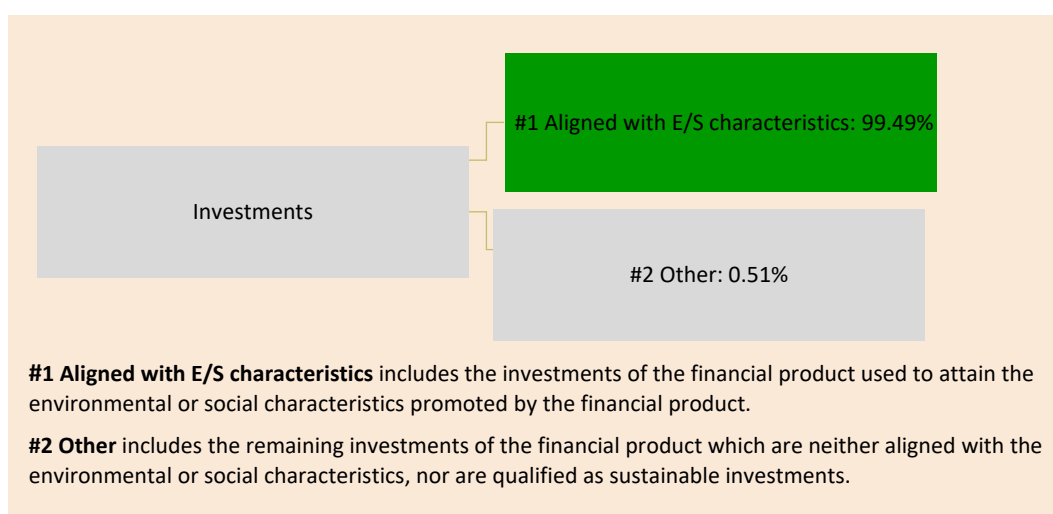 #1 Aligned with E/S characteristics: 99.49%
Investments
#2 Other: 0.51%
#1 Aligned with E/S characteristics includes the investments of the financial product used to attain the
environmental or social characteristics promoted by the financial product.
#2 Other includes the remaining investments of the financial product which are neither aligned with the
environmental or social characteristics, nor are qualified as sustainable investments.